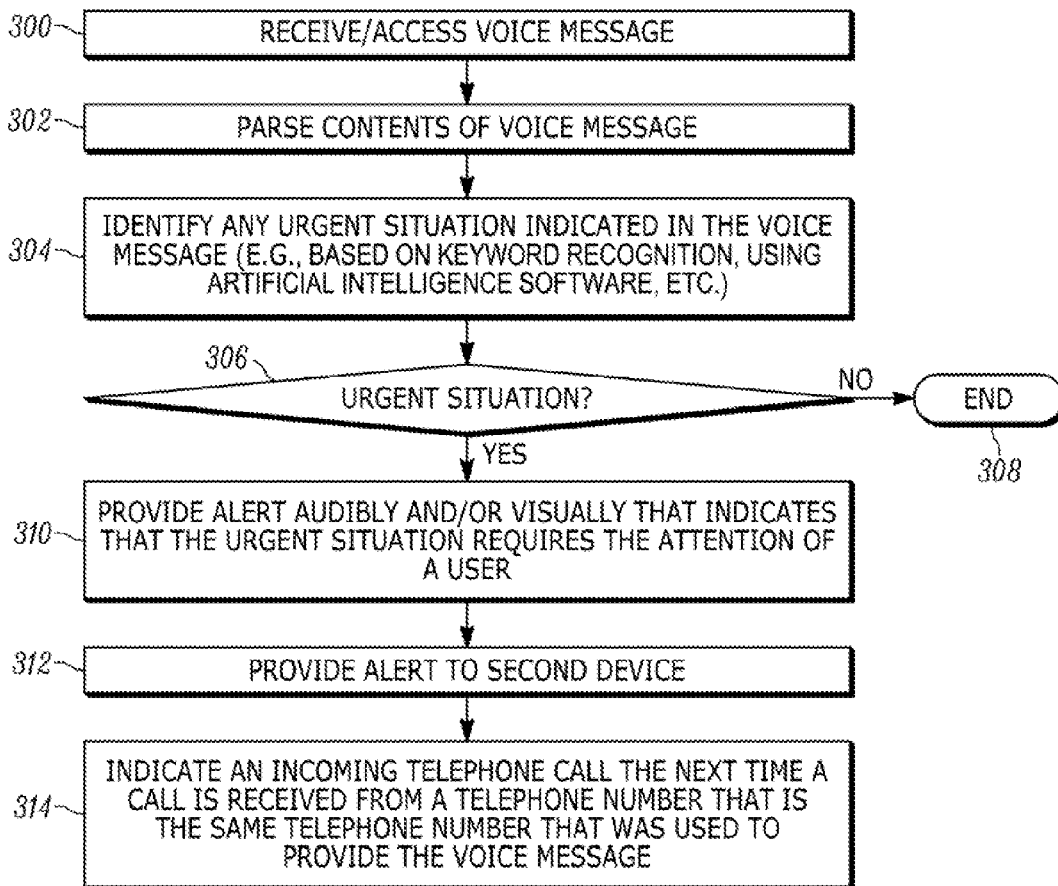 300
RECEIVE/ACCESS VOICE MESSAGE
302
PARSE CONTENTS OF VOICE MESSAGE
304
IDENTIFY ANY URGENT SITUATION INDICATED IN THE VOICE
MESSAGE (E.G., BASED ON KEYWORD RECOGNITION, USING
ARTIFICIAL INTELLIGENCE SOFTWARE, ETC.)
306
URGENT SITUATION?
NO
END
308
YES
310
PROVIDE ALERT AUDIBLY AND/OR VISUALLY THAT INDICATES
THAT THE URGENT SITUATION REQUIRES THE ATTENTION OF
A USER
312
PROVIDE ALERT TO SECOND DEVICE
314
INDICATE AN INCOMING TELEPHONE CALL THE NEXT TIME A
CALL IS RECEIVED FROM A TELEPHONE NUMBER THAT IS
THE SAME TELEPHONE NUMBER THAT WAS USED TO
PROVIDE THE VOICE MESSAGE